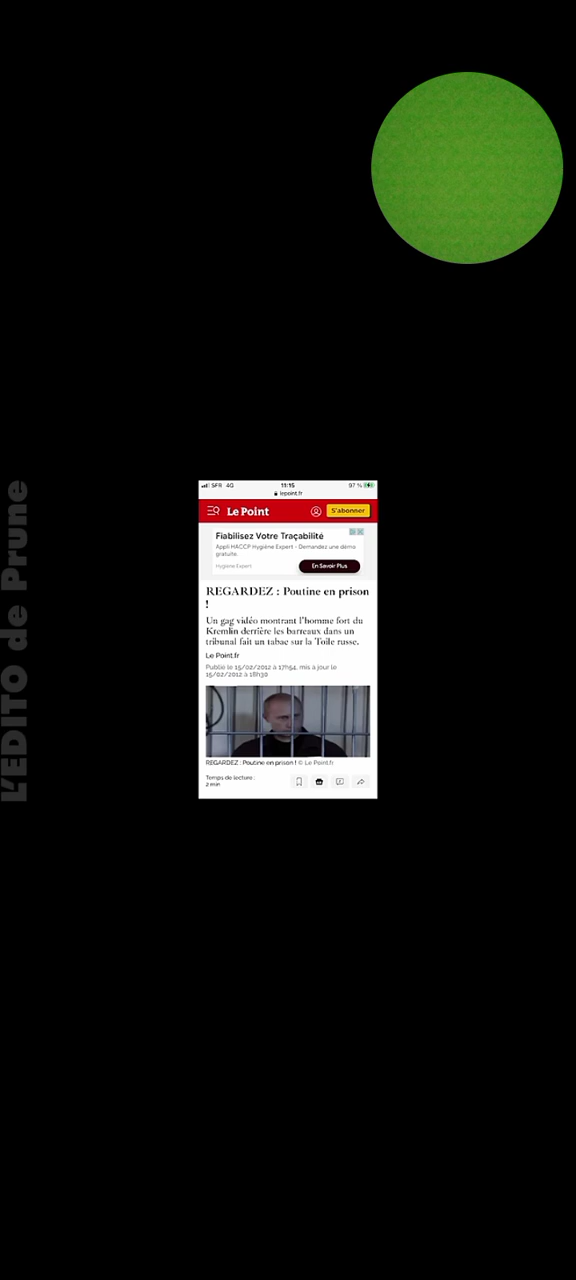 L'EDITO de Prune
SFR 4G 11:15 97 %
lepoint.fr
Le Point S'abonner
Fiabilisez Votre Traçabilité
Appli HACCP Hygiène Expert - Demandez une démo
gratuite.
Hygiène Expert En Savoir Plus
REGARDEZ : Poutine en prison
!
Un gag vidéo montrant l'homme fort du
Kremlin derrière les barreaux dans un
tribunal fait un tabac sur la Toile russe.
Le Point.fr
Publié le 15/02/2012 à 17h54, mis à jour le
15/02/2012 à 18h30
REGARDEZ : Poutine en prison ! © Le Point.fr
Temps de lecture :
2 min